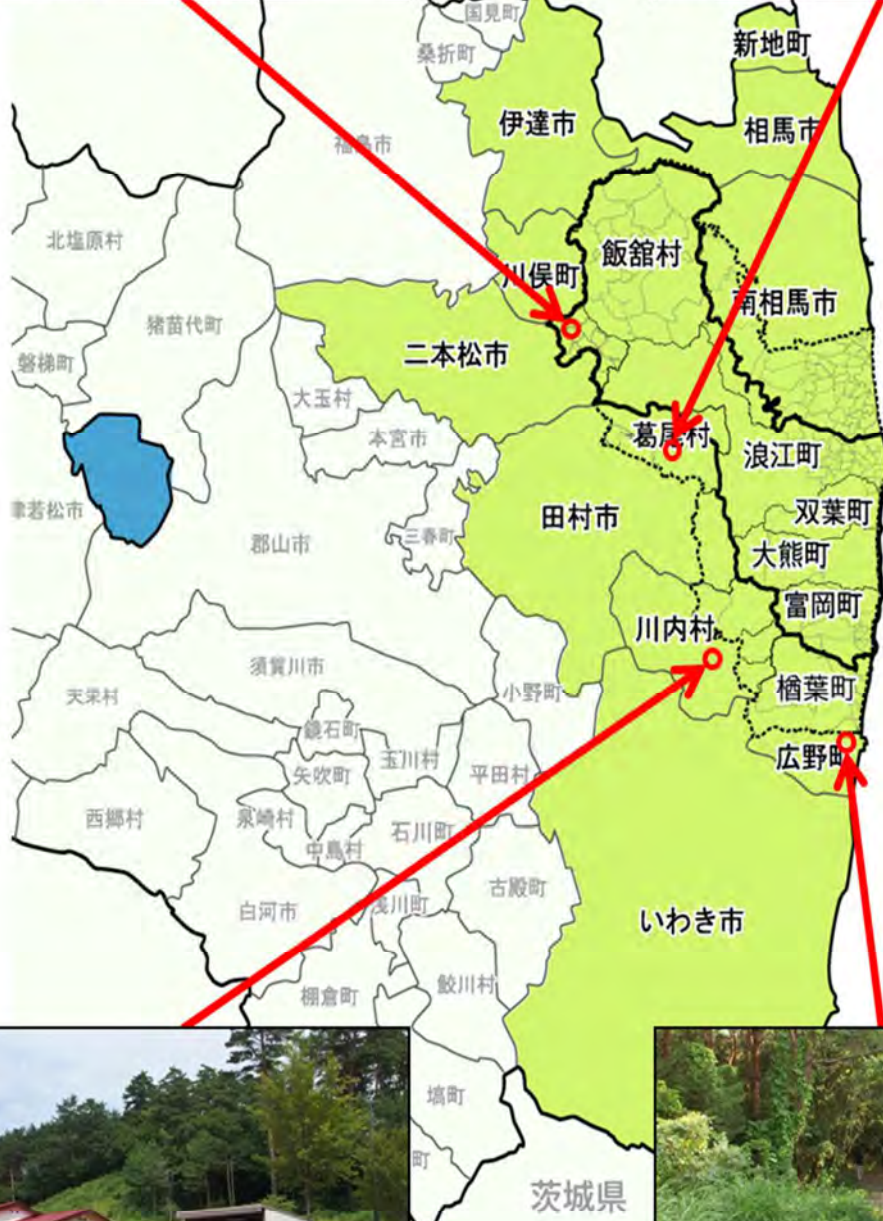 国見町
桑折町
新地町
伊達市
相馬市
福島市
北塩原村
飯舘村
川俣町
南相馬市
猪苗代町
磐梯町
二本松市
大玉村
本宮市
葛尾村
浪江町
津若松市
田村市
双葉町
三春町
郡山市
大熊町
富岡町
川内村
須賀川市
天栄村
小野町
楢葉町
鏡石町
玉川村
平田村
広野町
矢吹町
西郷村
泉崎村
石川町
中島村
古殿町
浅川町
白河市
いわき市
棚倉町
鮫川村
塙町
町
茨城県